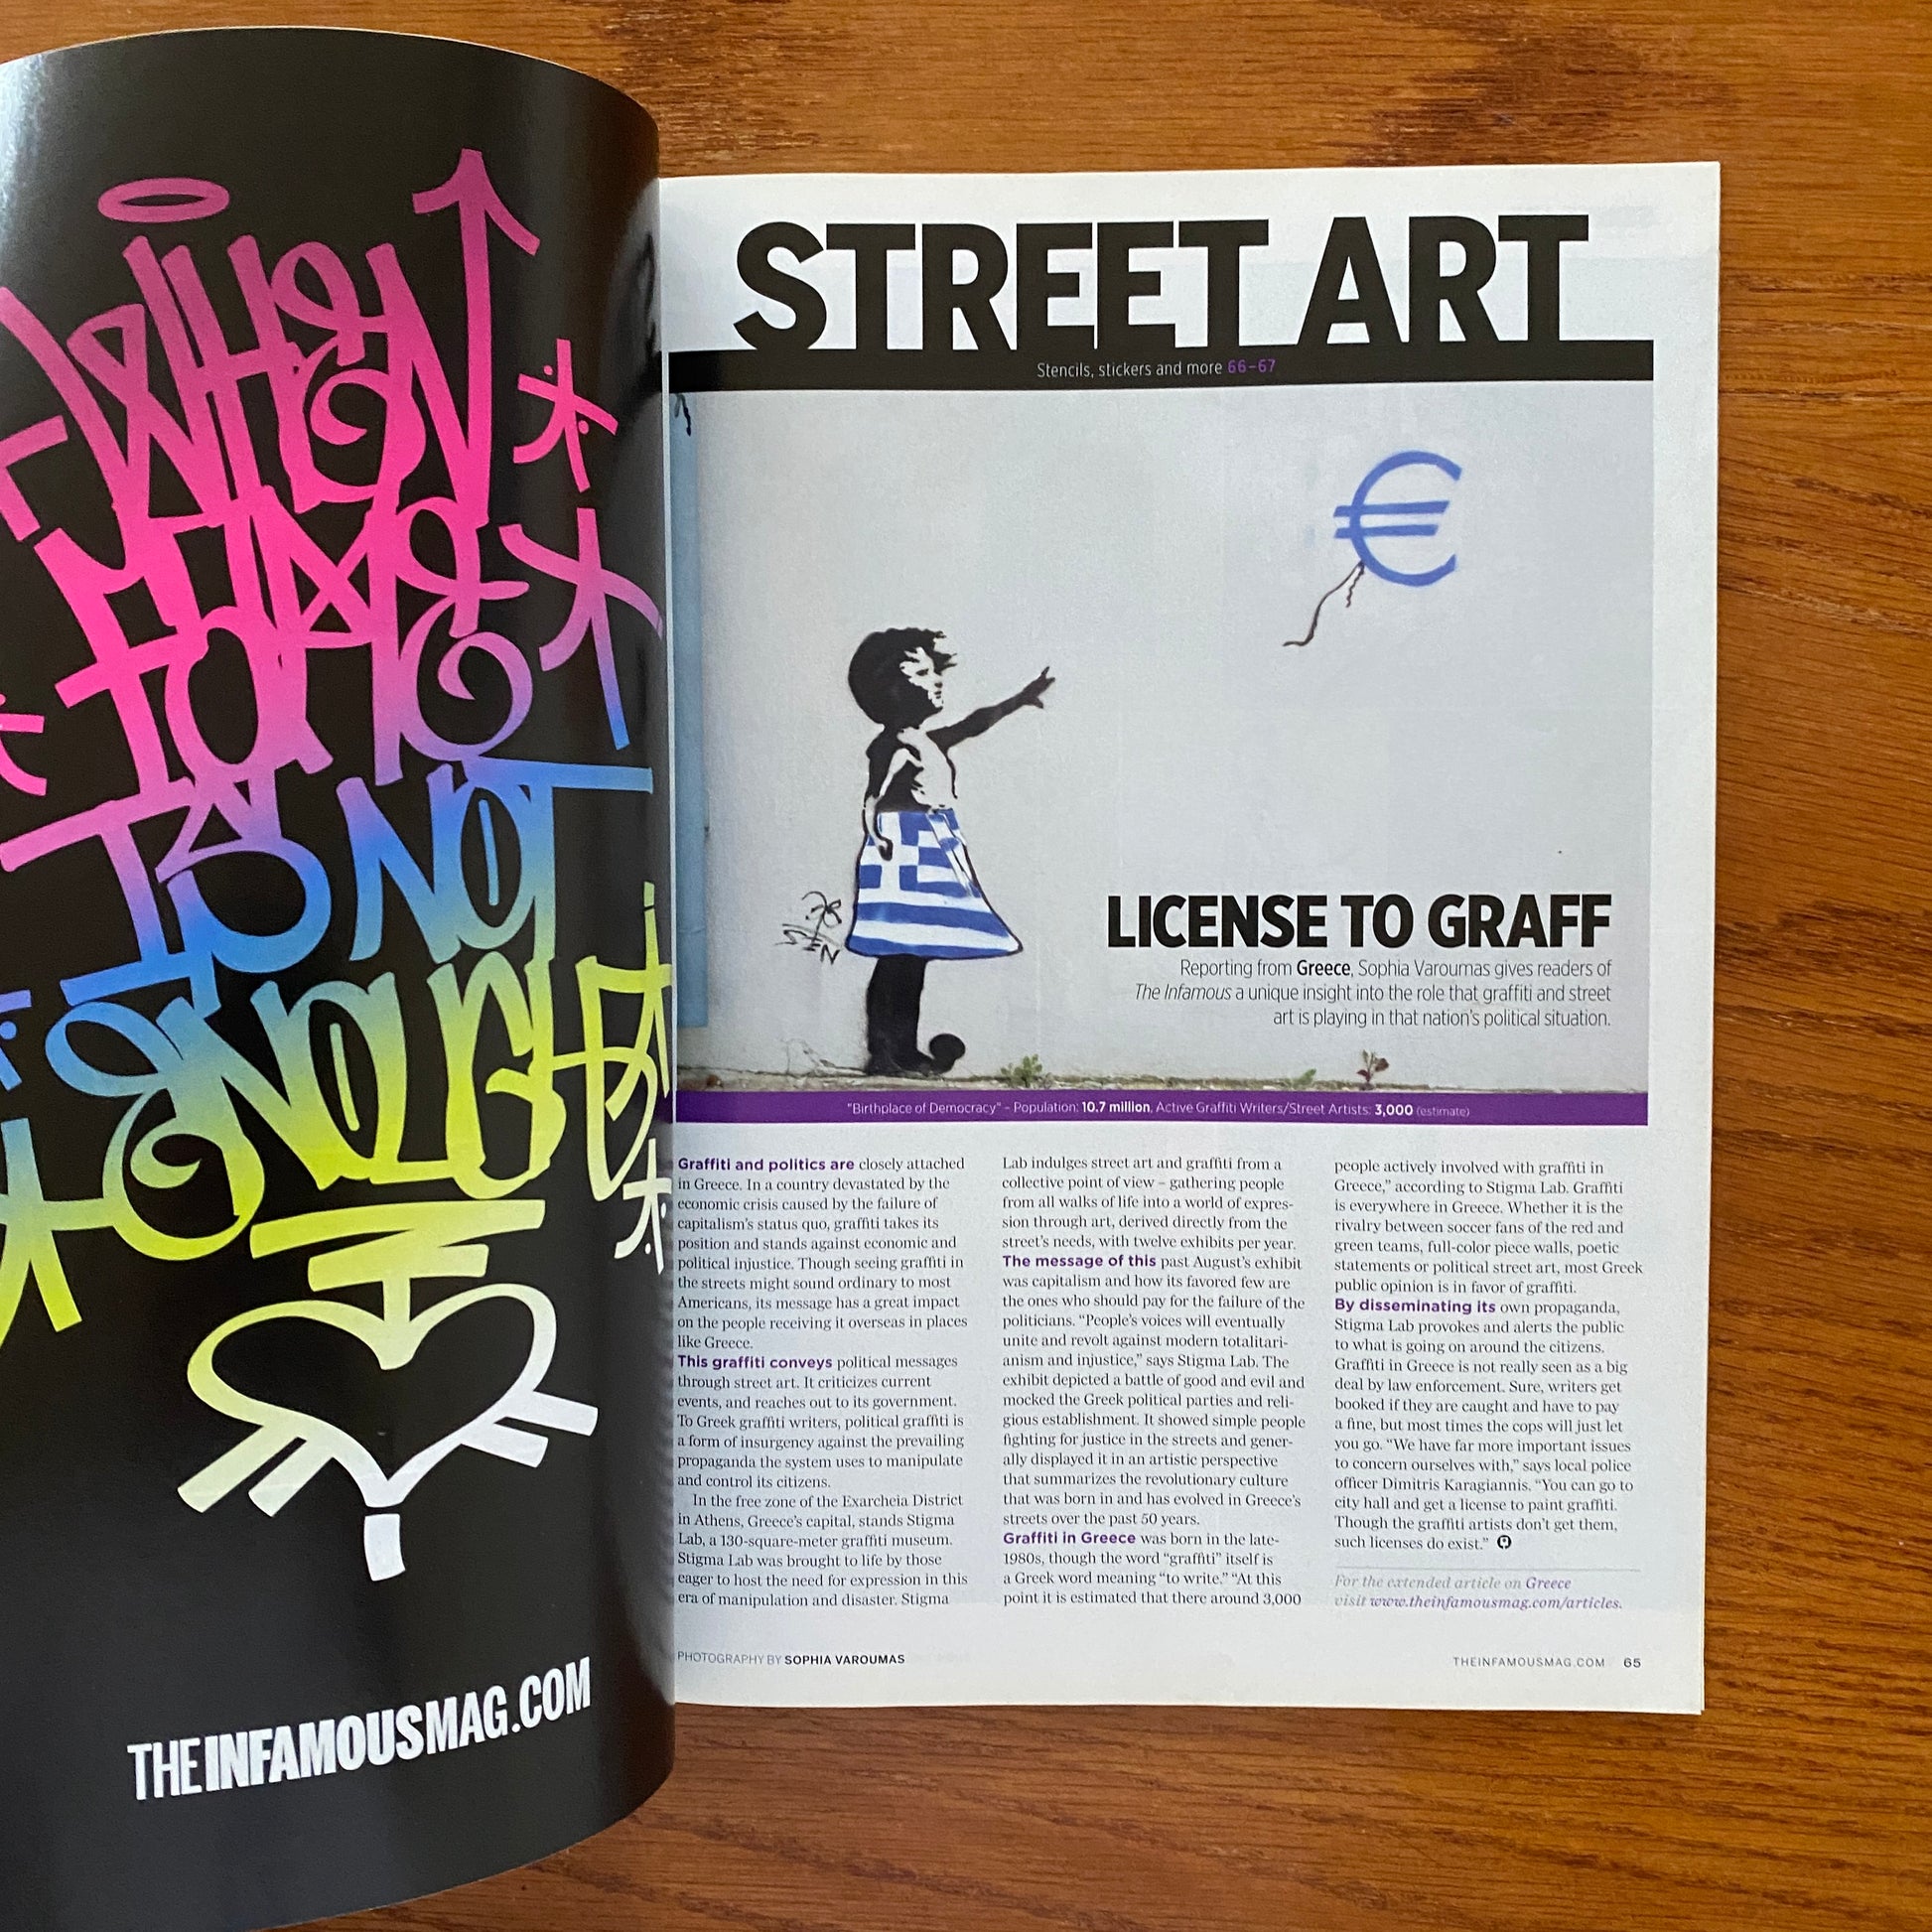 WHEN
FAME
IS NOT
ENOUGH
THEINFAMOUSMAG.COM
STREET ART
Stencils, stickers and more 66–67
€
LICENSE TO GRAFF
Reporting from Greece, Sophia Varoumas gives readers of
The Infamous a unique insight into the role that graffiti and street
art is playing in that nation's political situation.
"Birthplace of Democracy" – Population: 10.7 million, Active Graffiti Writers/Street Artists: 3,000 (estimate)
Graffiti and politics are closely attached
in Greece. In a country devastated by the
economic crisis caused by the failure of
capitalism's status quo, graffiti takes its
position and stands against economic and
political injustice. Though seeing graffiti in
the streets might sound ordinary to most
Americans, its message has a great impact
on the people receiving it overseas in places
like Greece.
This graffiti conveys political messages
through street art. It criticizes current
events, and reaches out to its government.
To Greek graffiti writers, political graffiti is
a form of insurgency against the prevailing
propaganda the system uses to manipulate
and control its citizens.
In the free zone of the Exarcheia District
in Athens, Greece's capital, stands Stigma
Lab, a 130-square-meter graffiti museum.
Stigma Lab was brought to life by those
eager to host the need for expression in this
era of manipulation and disaster. Stigma
Lab indulges street art and graffiti from a
collective point of view – gathering people
from all walks of life into a world of expres-
sion through art, derived directly from the
street's needs, with twelve exhibits per year.
The message of this past August's exhibit
was capitalism and how its favored few are
the ones who should pay for the failure of the
politicians. "People's voices will eventually
unite and revolt against modern totalitari-
anism and injustice," says Stigma Lab. The
exhibit depicted a battle of good and evil and
mocked the Greek political parties and reli-
gious establishment. It showed simple people
fighting for justice in the streets and gener-
ally displayed it in an artistic perspective
that summarizes the revolutionary culture
that was born in and has evolved in Greece's
streets over the past 50 years.
Graffiti in Greece was born in the late-
1980s, though the word "graffiti" itself is
a Greek word meaning "to write." "At this
point it is estimated that there around 3,000
people actively involved with graffiti in
Greece," according to Stigma Lab. Graffiti
is everywhere in Greece. Whether it is the
rivalry between soccer fans of the red and
green teams, full-color piece walls, poetic
statements or political street art, most Greek
public opinion is in favor of graffiti.
By disseminating its own propaganda,
Stigma Lab provokes and alerts the public
to what is going on around the citizens.
Graffiti in Greece is not really seen as a big
deal by law enforcement. Sure, writers get
booked if they are caught and have to pay
a fine, but most times the cops will just let
you go. "We have far more important issues
to concern ourselves with," says local police
officer Dimitris Karagiannis. "You can go to
city hall and get a license to paint graffiti.
Though the graffiti artists don't get them,
such licenses do exist."
For the extended article on Greece
visit www.theinfamousmag.com/articles.
PHOTOGRAPHY BY SOPHIA VAROUMAS
THEINFAMOUSMAG.COM 65